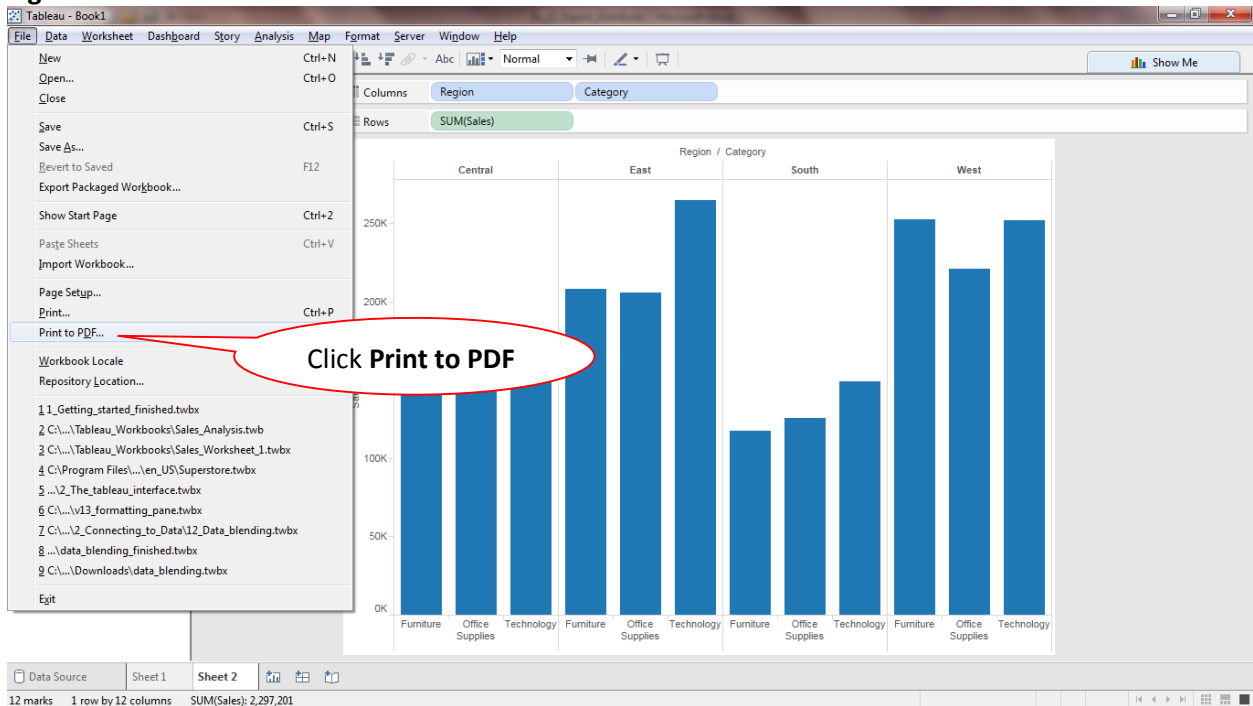 Tableau - Book1
File Data Worksheet Dashboard Story Analysis Map Format Server Window Help
New Ctrl+N
Open... Ctrl+O
Close
Save Ctrl+S
Save As...
Revert to Saved F12
Export Packaged Workbook...
Show Start Page Ctrl+2
Paste Sheets Ctrl+V
Import Workbook...
Page Setup...
Print... Ctrl+P
Print to PDF...
Workbook Locale
Repository Location...
1 1_Getting_started_finished.twbx
2 C:\...\Tableau_Workbooks\Sales_Analysis.twb
3 C:\...\Tableau_Workbooks\Sales_Worksheet_1.twbx
4 C:\Program Files\...\en_US\Superstore.twbx
5 ...\2_The_tableau_interface.twbx
6 C:\...\v13_formatting_pane.twbx
7 C:\...\2_Connecting_to_Data\12_Data_blending.twbx
8 ...\data_blending_finished.twbx
9 C:\...\Downloads\data_blending.twbx
Exit
Abc Normal
Show Me
Columns Region Category
Rows SUM(Sales)
Region / Category
Central East South West
250K
200K
100K
50K
0K
Click Print to PDF
Furniture Office Technology Furniture Office Technology Furniture Office Technology Furniture Office Technology
Supplies Supplies Supplies Supplies
Data Source Sheet 1 Sheet 2
12 marks 1 row by 12 columns SUM(Sales): 2,297,201